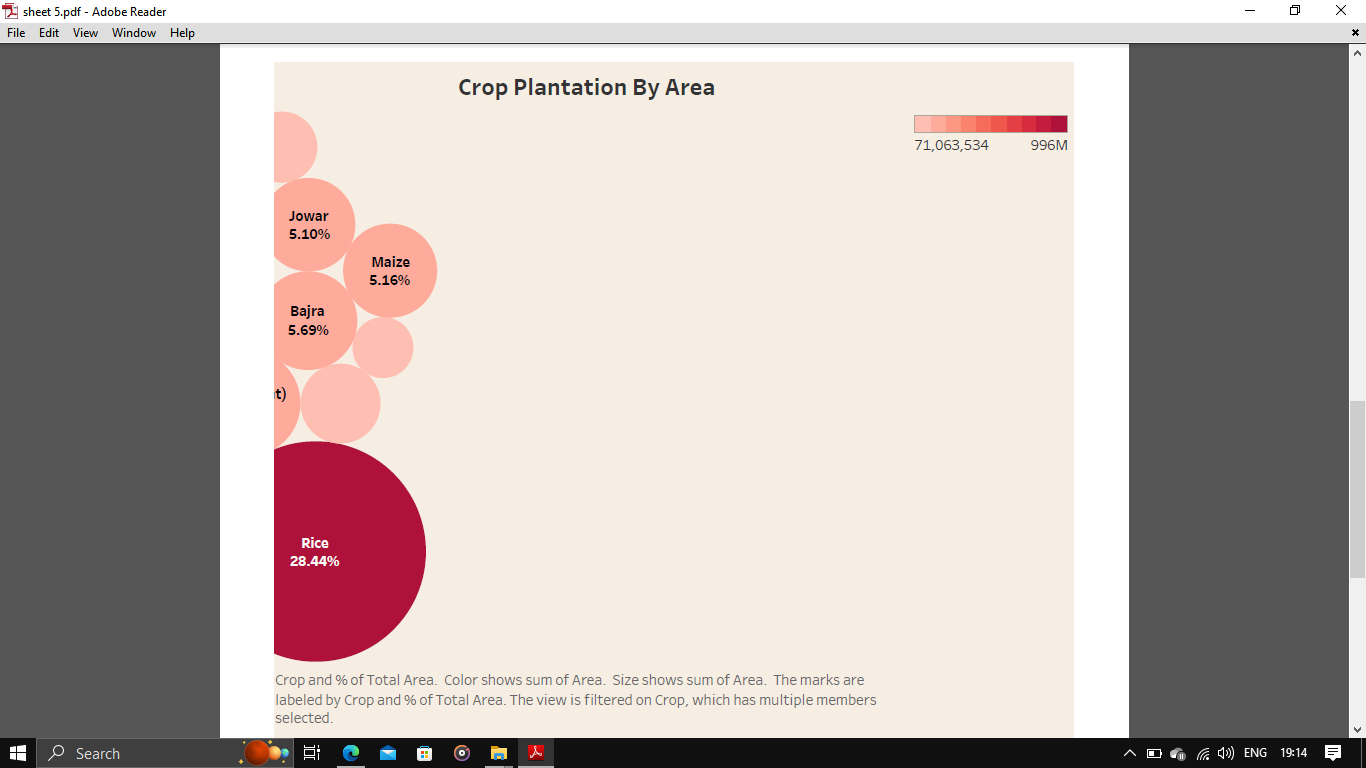 sheet 5.pdf - Adobe Reader
File Edit View Window Help
Crop Plantation By Area
71,063,534 996M
Jowar
5.10%
Maize
5.16%
Bajra
5.69%
t)
Rice
28.44%
Crop and % of Total Area. Color shows sum of Area. Size shows sum of Area. The marks are
labeled by Crop and % of Total Area. The view is filtered on Crop, which has multiple members
selected.
Search
ENG 19:14